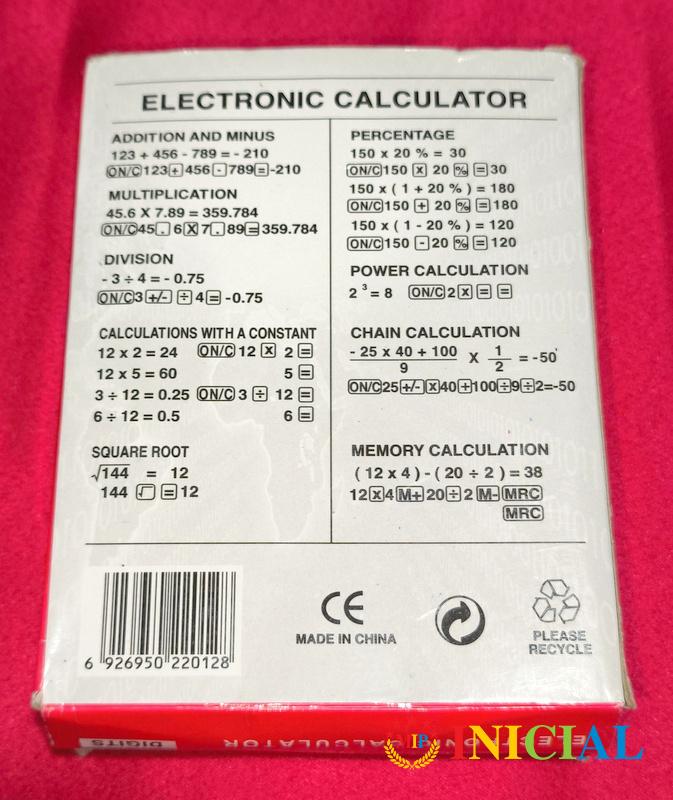 ELECTRONIC CALCULATOR
ADDITION AND MINUS
123 + 456 - 789 = - 210
ON/C 123 + 456 - 789 = -210
MULTIPLICATION
45.6 X 7.89 = 359.784
ON/C 45 . 6 X 7 . 89 = 359.784
DIVISION
- 3 ÷ 4 = - 0.75
ON/C 3 +/- ÷ 4 = -0.75
CALCULATIONS WITH A CONSTANT
12 x 2 = 24 ON/C 12 X 2 =
12 x 5 = 60 5 =
3 ÷ 12 = 0.25 ON/C 3 ÷ 12 =
6 ÷ 12 = 0.5 6 =
SQUARE ROOT
√144 = 12
144 √ = 12
PERCENTAGE
150 x 20 % = 30
ON/C 150 X 20 % = 30
150 x ( 1 + 20 % ) = 180
ON/C 150 + 20 % = 180
150 x ( 1 - 20 % ) = 120
ON/C 150 - 20 % = 120
POWER CALCULATION
2 ³ = 8 ON/C 2 X = =
CHAIN CALCULATION
- 25 x 40 + 100 / 9 X 1 / 2 = -50
ON/C 25 +/- X 40 + 100 ÷ 9 ÷ 2 = -50
MEMORY CALCULATION
( 12 x 4 ) - ( 20 ÷ 2 ) = 38
12 X 4 M+ 20 ÷ 2 M- MRC
MRC
6 926950 220128
CE
MADE IN CHINA
PLEASE
RECYCLE
ELECTRONIC CALCULATOR
DIGITS
IB INICIAL